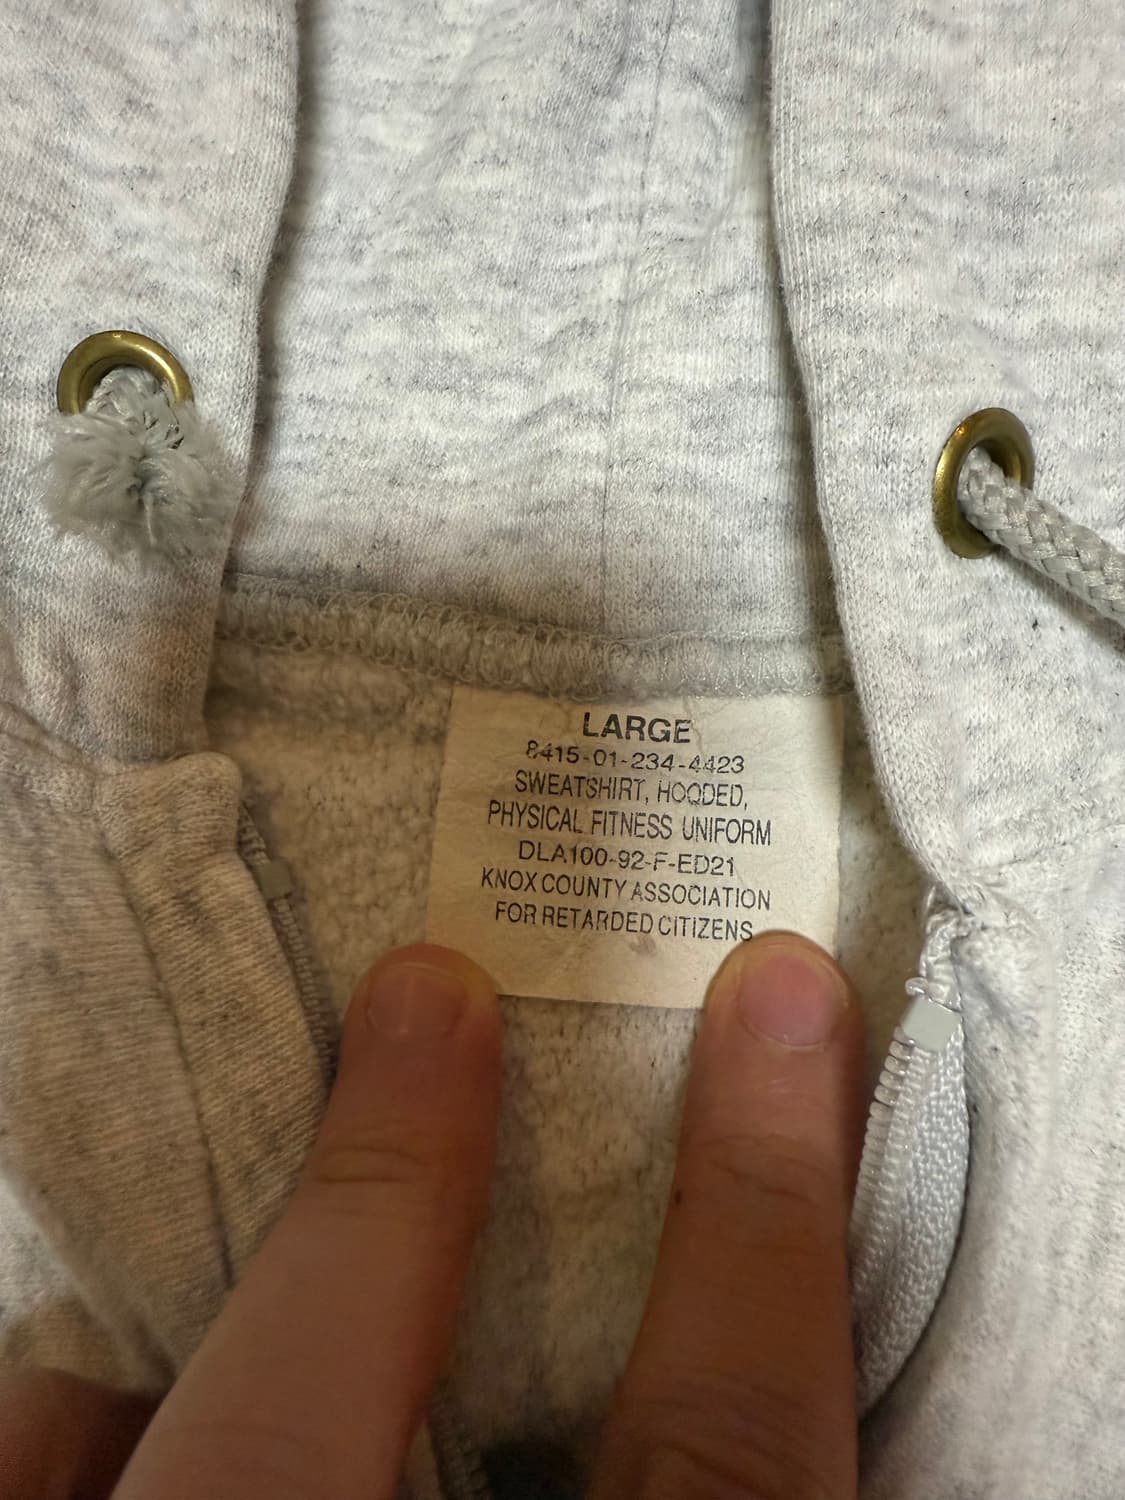 LARGE
8415-01-234-4423
SWEATSHIRT, HOODED,
PHYSICAL FITNESS UNIFORM
DLA100-92-F-ED21
KNOX COUNTY ASSOCIATION
FOR RETARDED CITIZENS